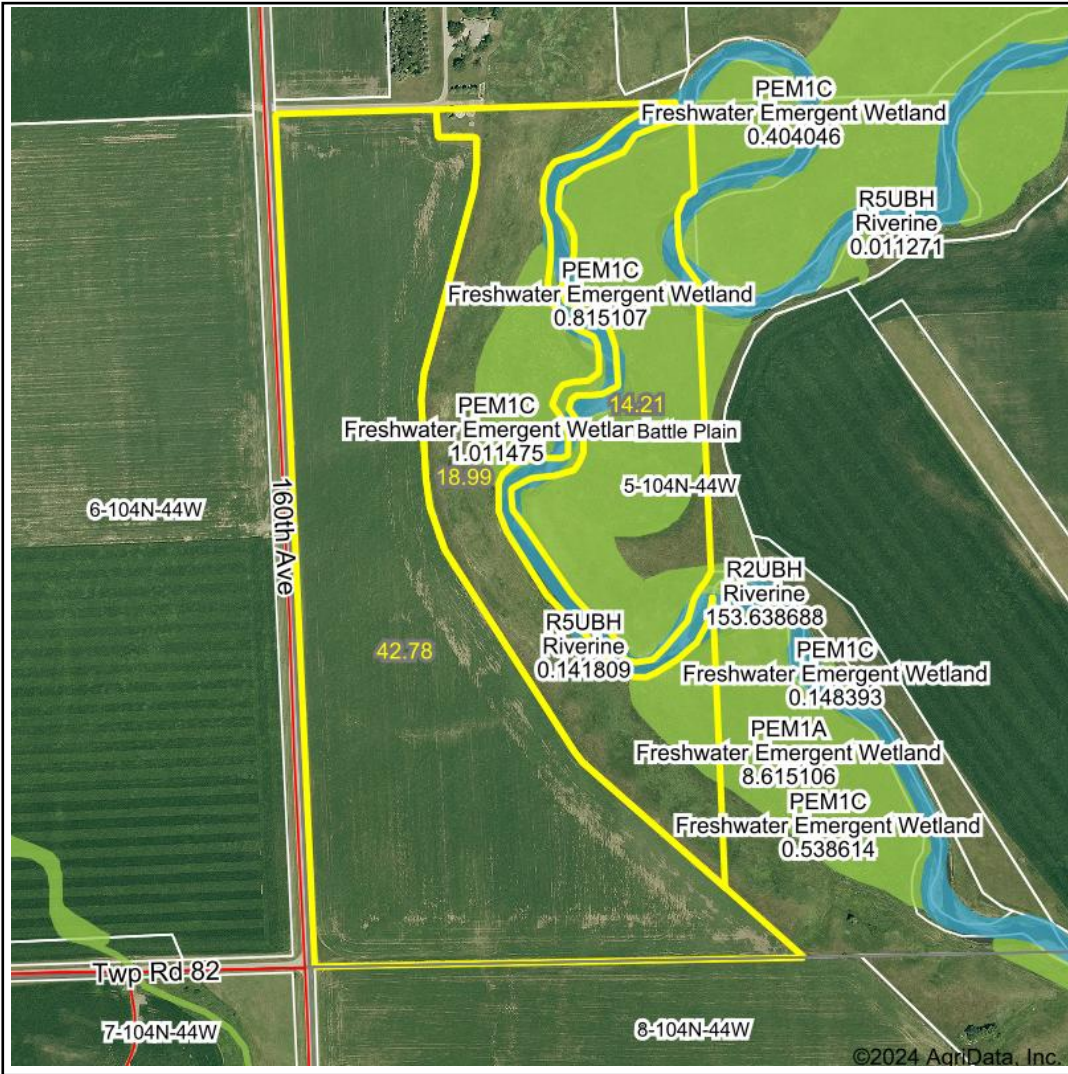 PEM1C
Freshwater Emergent Wetland
0.404046
R5UBH
Riverine
0.011271
PEM1C
Freshwater Emergent Wetland
0.815107
14.21
PEM1C
Freshwater Emergent Wetlan
Battle Plain
1.011475
18.99
5-104N-44W
6-104N-44W
160th Ave
R2UBH
Riverine
153.638688
R5UBH
Riverine
0.141809
42.78
PEM1C
Freshwater Emergent Wetland
0.148393
PEM1A
Freshwater Emergent Wetland
8.615106
PEM1C
Freshwater Emergent Wetland
0.538614
Twp Rd 82
7-104N-44W
8-104N-44W
©2024 AgriData, Inc.